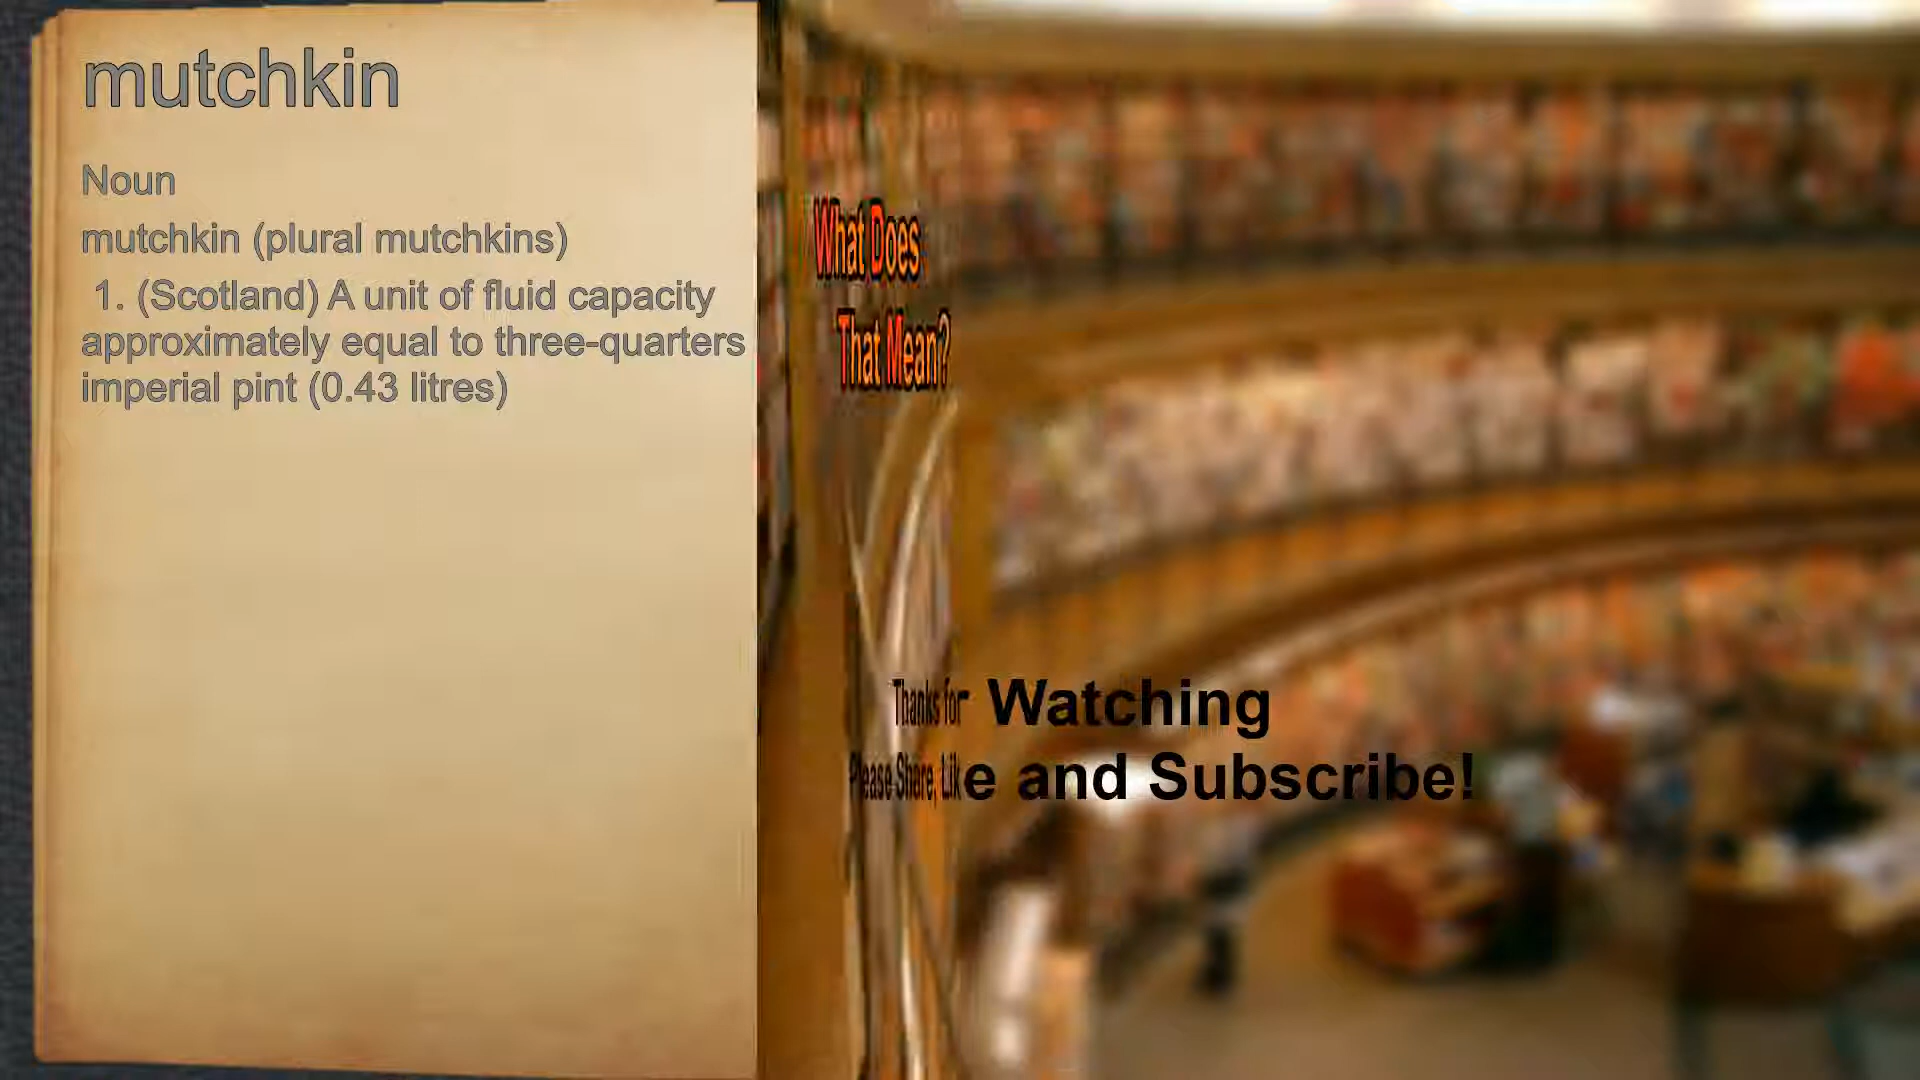 mutchkin
Noun
mutchkin (plural mutchkins)
1. (Scotland) A unit of fluid capacity
approximately equal to three-quarters
imperial pint (0.43 litres)
What Does
That Mean?
Thanks for Watching
Please Share, Like and Subscribe!